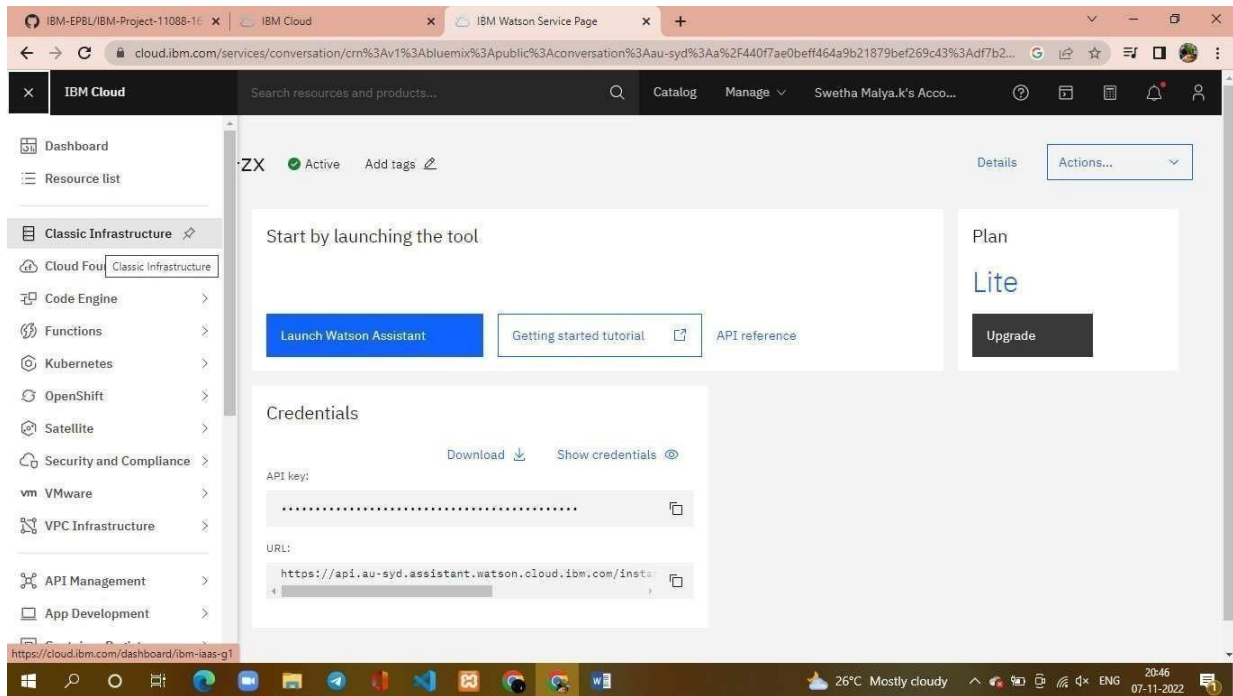 IBM-EPBL/IBM-Project-11088-16
IBM Cloud
IBM Watson Service Page
cloud.ibm.com/services/conversation/crn%3Av1%3Abluemix%3Apublic%3Aconversation%3Aau-syd%3Aa%2F440f7ae0beff464a9b21879bef269c43%3Adf7b2...
IBM Cloud
Search resources and products...
Catalog
Manage
Swetha Malya.k's Acco...
Dashboard
Resource list
Classic Infrastructure
Cloud Fou
Classic Infrastructure
Code Engine
Functions
Kubernetes
OpenShift
Satellite
Security and Compliance
vm VMware
VPC Infrastructure
API Management
App Development
https://cloud.ibm.com/dashboard/ibm-iaas-g1
zx
Active
Add tags
Details
Actions...
Start by launching the tool
Launch Watson Assistant
Getting started tutorial
API reference
Plan
Lite
Upgrade
Credentials
Download
Show credentials
API key:
URL:
https://api.au-syd.assistant.watson.cloud.ibm.com/insta
26°C Mostly cloudy
ENG
20:46
07-11-2022